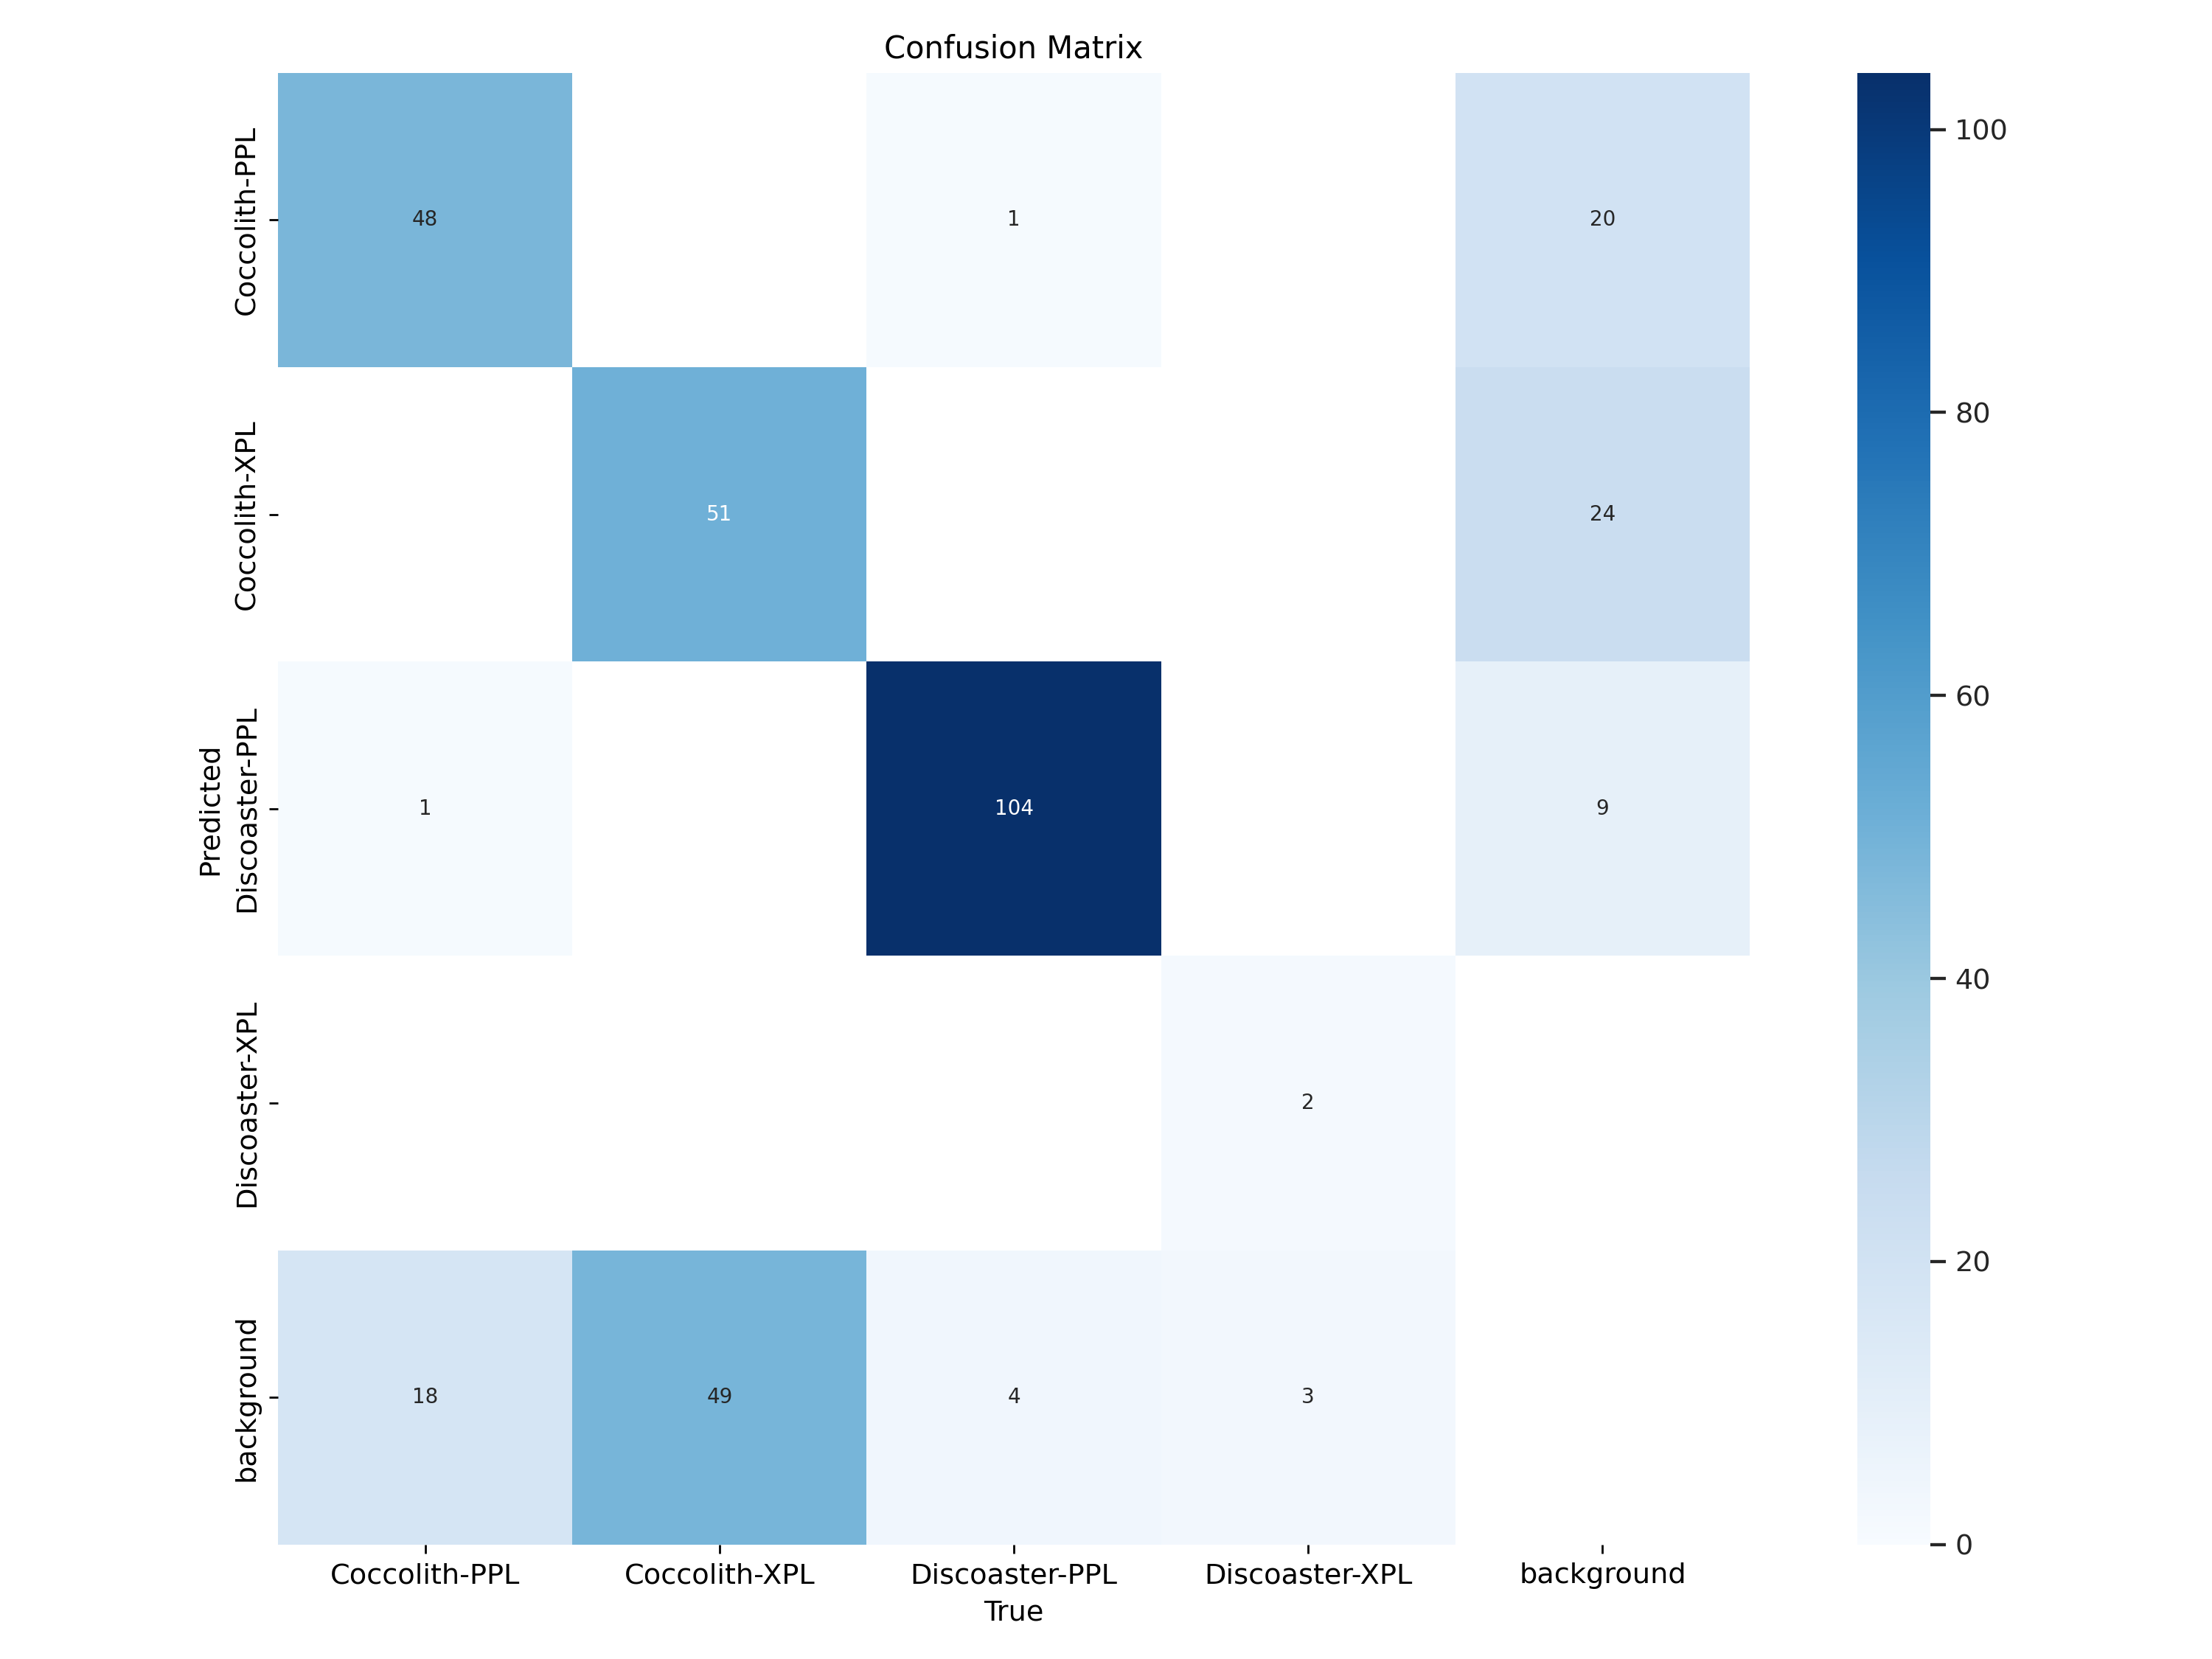 Confusion Matrix
Coccolith-PPL
48
1
20
Coccolith-XPL
51
24
Predicted
Discoaster-PPL
1
104
9
Discoaster-XPL
2
background
18
49
4
3
Coccolith-PPL
Coccolith-XPL
Discoaster-PPL
Discoaster-XPL
background
True
100
80
60
40
20
0